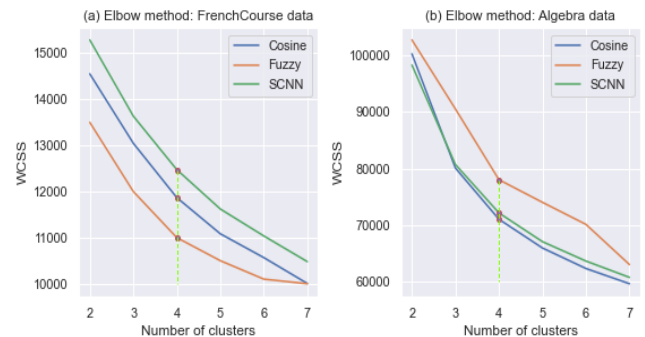 (a) Elbow method: FrenchCourse data
15000
14000
13000
12000
11000
10000
WCSS
Cosine
Fuzzy
SCNN
2 3 4 5 6 7
Number of clusters
(b) Elbow method: Algebra data
100000
90000
80000
70000
60000
WCSS
Cosine
Fuzzy
SCNN
2 3 4 5 6 7
Number of clusters